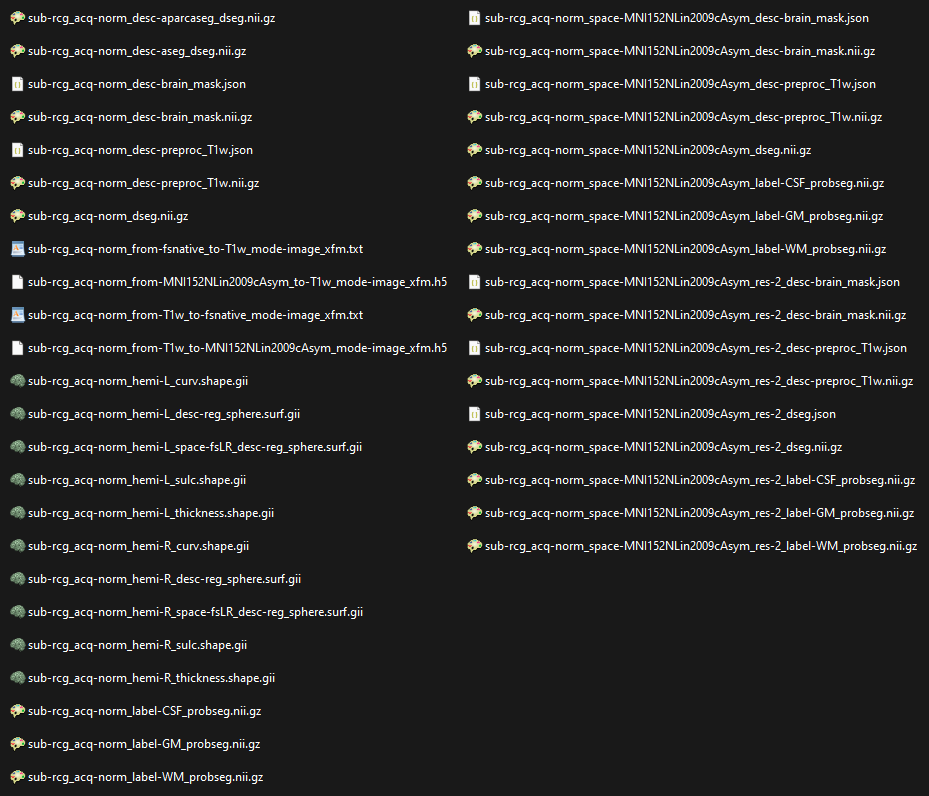 sub-rcg_acq-norm_desc-aparcaseg_dseg.nii.gz
sub-rcg_acq-norm_desc-aseg_dseg.nii.gz
sub-rcg_acq-norm_desc-brain_mask.json
sub-rcg_acq-norm_desc-brain_mask.nii.gz
sub-rcg_acq-norm_desc-preproc_T1w.json
sub-rcg_acq-norm_desc-preproc_T1w.nii.gz
sub-rcg_acq-norm_dseg.nii.gz
sub-rcg_acq-norm_from-fsnative_to-T1w_mode-image_xfm.txt
sub-rcg_acq-norm_from-MNI152NLin2009cAsym_to-T1w_mode-image_xfm.h5
sub-rcg_acq-norm_from-T1w_to-fsnative_mode-image_xfm.txt
sub-rcg_acq-norm_from-T1w_to-MNI152NLin2009cAsym_mode-image_xfm.h5
sub-rcg_acq-norm_hemi-L_curv.shape.gii
sub-rcg_acq-norm_hemi-L_desc-reg_sphere.surf.gii
sub-rcg_acq-norm_hemi-L_space-fsLR_desc-reg_sphere.surf.gii
sub-rcg_acq-norm_hemi-L_sulc.shape.gii
sub-rcg_acq-norm_hemi-L_thickness.shape.gii
sub-rcg_acq-norm_hemi-R_curv.shape.gii
sub-rcg_acq-norm_hemi-R_desc-reg_sphere.surf.gii
sub-rcg_acq-norm_hemi-R_space-fsLR_desc-reg_sphere.surf.gii
sub-rcg_acq-norm_hemi-R_sulc.shape.gii
sub-rcg_acq-norm_hemi-R_thickness.shape.gii
sub-rcg_acq-norm_label-CSF_probseg.nii.gz
sub-rcg_acq-norm_label-GM_probseg.nii.gz
sub-rcg_acq-norm_label-WM_probseg.nii.gz
sub-rcg_acq-norm_space-MNI152NLin2009cAsym_desc-brain_mask.json
sub-rcg_acq-norm_space-MNI152NLin2009cAsym_desc-brain_mask.nii.gz
sub-rcg_acq-norm_space-MNI152NLin2009cAsym_desc-preproc_T1w.json
sub-rcg_acq-norm_space-MNI152NLin2009cAsym_desc-preproc_T1w.nii.gz
sub-rcg_acq-norm_space-MNI152NLin2009cAsym_dseg.nii.gz
sub-rcg_acq-norm_space-MNI152NLin2009cAsym_label-CSF_probseg.nii.gz
sub-rcg_acq-norm_space-MNI152NLin2009cAsym_label-GM_probseg.nii.gz
sub-rcg_acq-norm_space-MNI152NLin2009cAsym_label-WM_probseg.nii.gz
sub-rcg_acq-norm_space-MNI152NLin2009cAsym_res-2_desc-brain_mask.json
sub-rcg_acq-norm_space-MNI152NLin2009cAsym_res-2_desc-brain_mask.nii.gz
sub-rcg_acq-norm_space-MNI152NLin2009cAsym_res-2_desc-preproc_T1w.json
sub-rcg_acq-norm_space-MNI152NLin2009cAsym_res-2_desc-preproc_T1w.nii.gz
sub-rcg_acq-norm_space-MNI152NLin2009cAsym_res-2_dseg.json
sub-rcg_acq-norm_space-MNI152NLin2009cAsym_res-2_dseg.nii.gz
sub-rcg_acq-norm_space-MNI152NLin2009cAsym_res-2_label-CSF_probseg.nii.gz
sub-rcg_acq-norm_space-MNI152NLin2009cAsym_res-2_label-GM_probseg.nii.gz
sub-rcg_acq-norm_space-MNI152NLin2009cAsym_res-2_label-WM_probseg.nii.gz